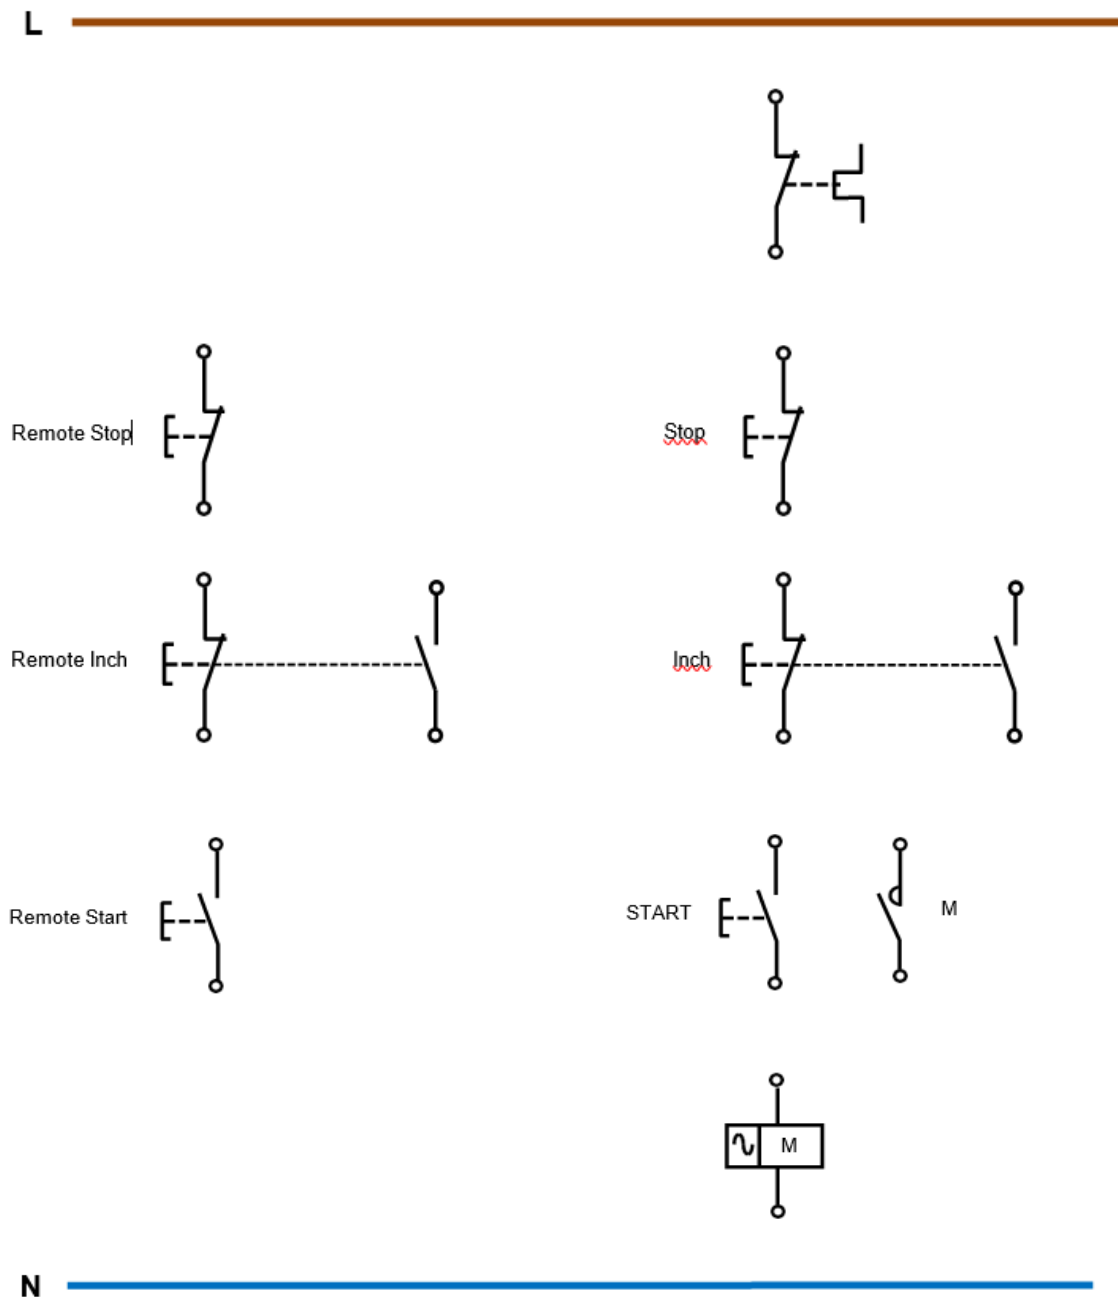 L
Remote Stop
Stop
Remote Inch
Inch
Remote Start
START
M
M
N